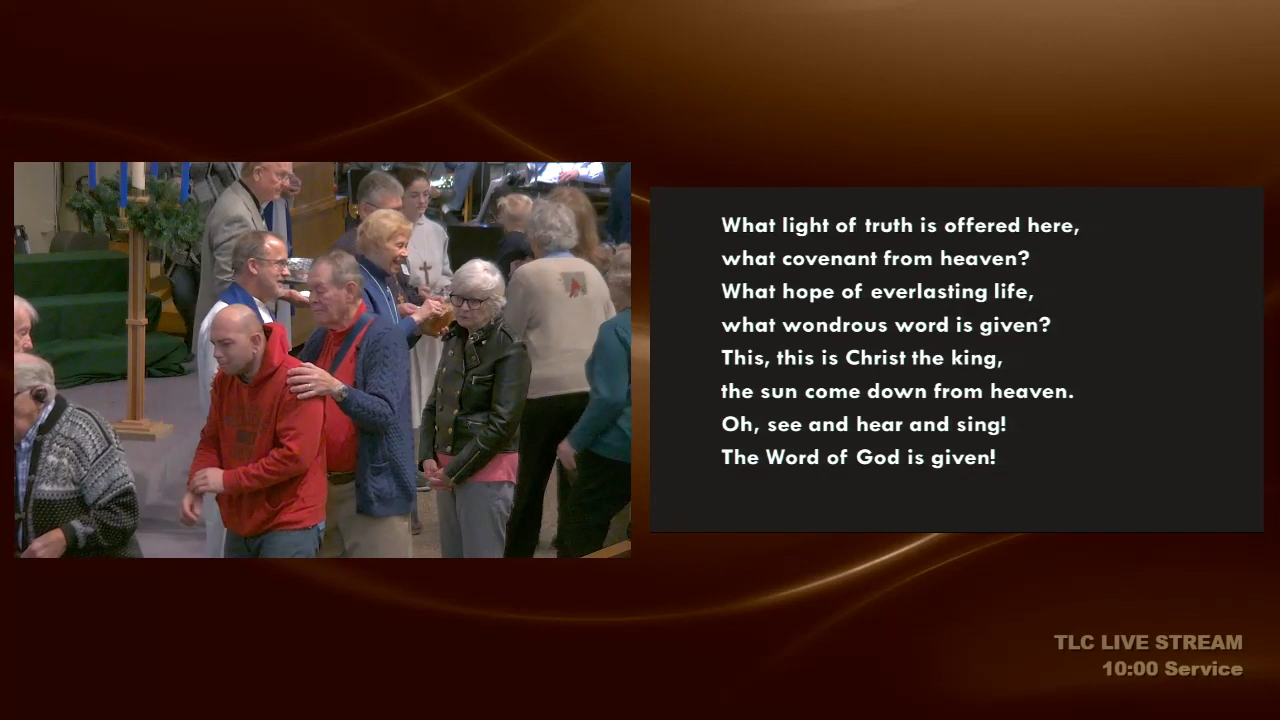 What light of truth is offered here,
what covenant from heaven?
What hope of everlasting life,
what wondrous word is given?
This, this is Christ the king,
the sun come down from heaven.
Oh, see and hear and sing!
The Word of God is given!
TLC LIVE STREAM
10:00 Service